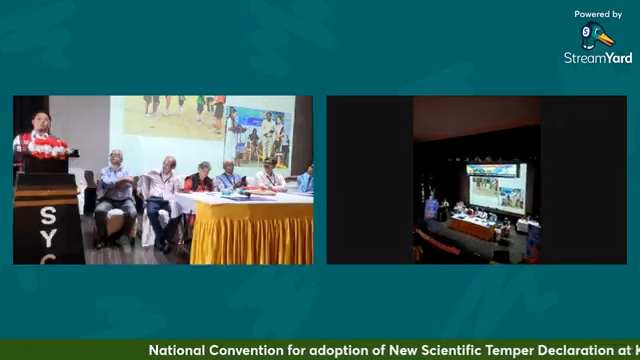 Powered by
StreamYard
SYC
National Convention for adoption of New Scientific Temper Declaration at K